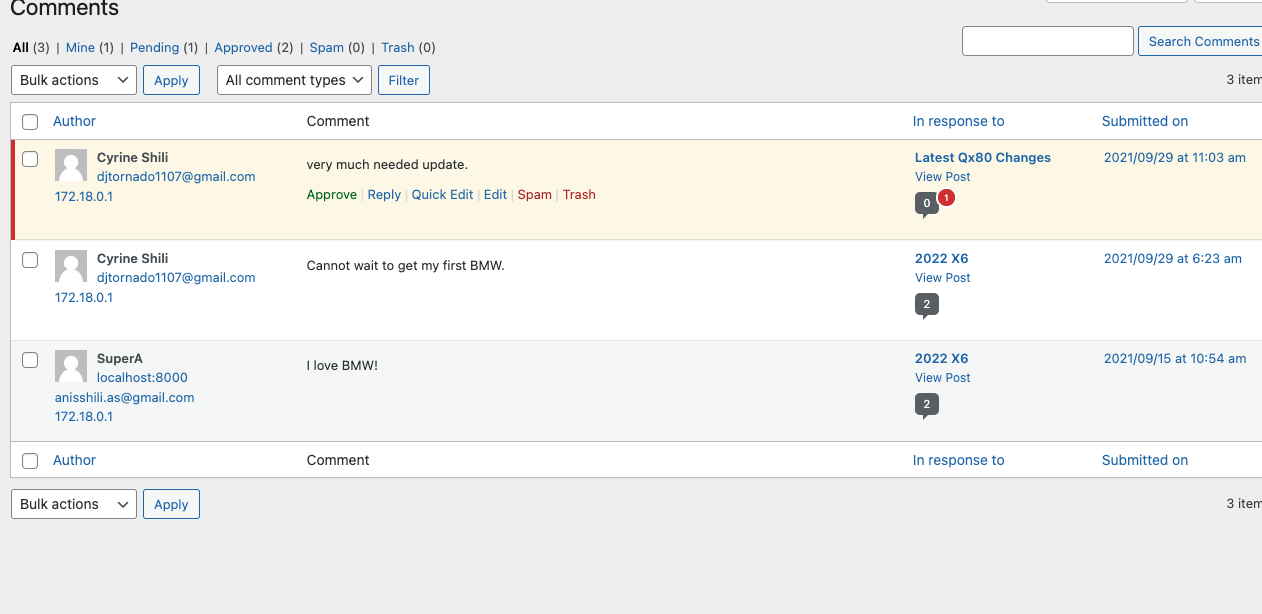 Comments
All (3) | Mine (1) | Pending (1) | Approved (2) | Spam (0) | Trash (0)
Search Comments
Bulk actions Apply All comment types Filter
3 item
Author Comment In response to Submitted on
Cyrine Shili very much needed update. Latest Qx80 Changes 2021/09/29 at 11:03 am
djtornado1107@gmail.com View Post
172.18.0.1 Approve | Reply | Quick Edit | Edit | Spam | Trash 0 1
Cyrine Shili Cannot wait to get my first BMW. 2022 X6 2021/09/29 at 6:23 am
djtornado1107@gmail.com View Post
172.18.0.1 2
SuperA I love BMW! 2022 X6 2021/09/15 at 10:54 am
localhost:8000 View Post
anisshili.as@gmail.com 2
172.18.0.1
Author Comment In response to Submitted on
Bulk actions Apply 3 item